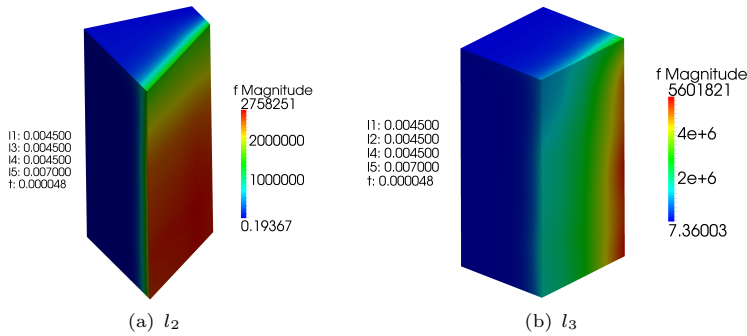 f Magnitude
2758251
2000000
1000000
0.19367
l1: 0.004500
l3: 0.004500
l4: 0.004500
l5: 0.007000
t: 0.000048
(a) l2
f Magnitude
5601821
4e+6
2e+6
7.36003
l1: 0.004500
l2: 0.004500
l4: 0.004500
l5: 0.007000
t: 0.000048
(b) l3